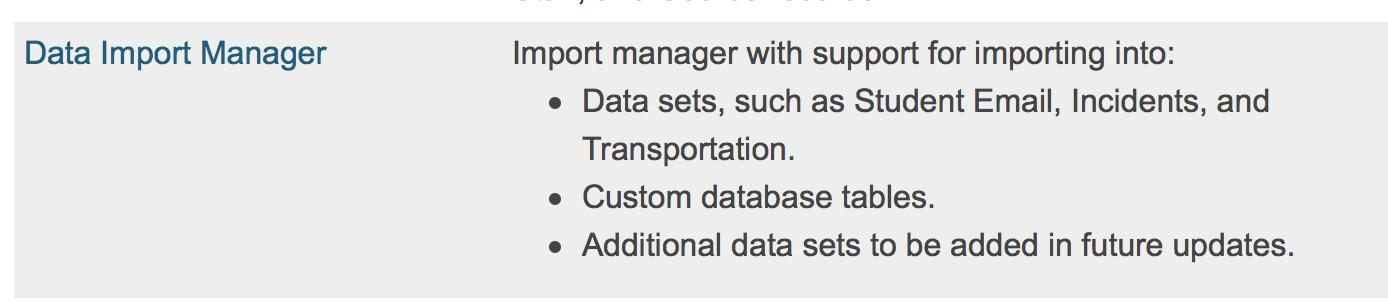 Data Import Manager
Import manager with support for importing into:
• Data sets, such as Student Email, Incidents, and
Transportation.
• Custom database tables.
• Additional data sets to be added in future updates.